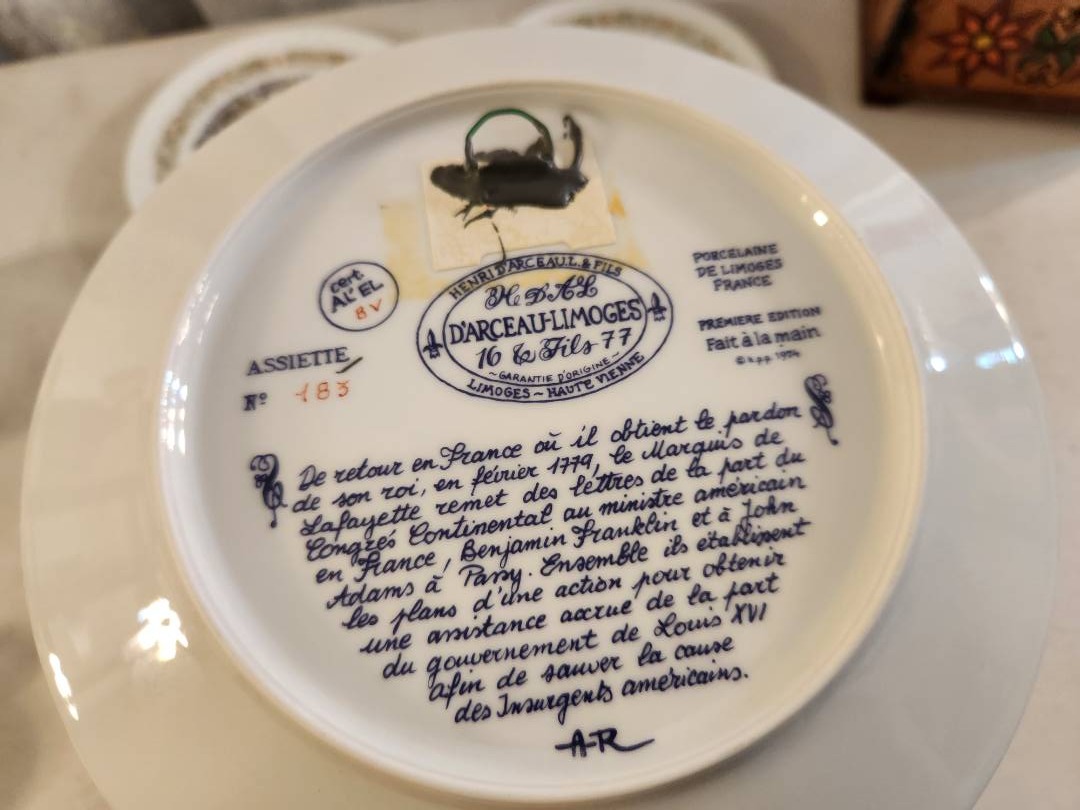 cert.
AL' EL
8V
HENRI D'ARCEAU.L.& FILS
H. D'A&L
D'ARCEAU-LIMOGES
16 & Fils 77
~GARANTIE D'ORIGINE~
LIMOGES~HAUTE VIENNE
PORCELAINE
DE LIMOGES
FRANCE
PREMIERE EDITION
Fait à la main
©k.p.p. 1974
ASSIETTE
Nº 183
De retour en France où il obtient le pardon
de son roi, en février 1779, le Marquis de
Lafayette remet des lettres de la part du
Congrés Continental au ministre américain
en France, Benjamin Franklin et à John
Adams à Passy. Ensemble ils établissent
les plans d'une action pour obtenir
une assistance accrue de la part
du gouvernement de Louis XVI
afin de sauver la cause
des Insurgents américains.
A-R